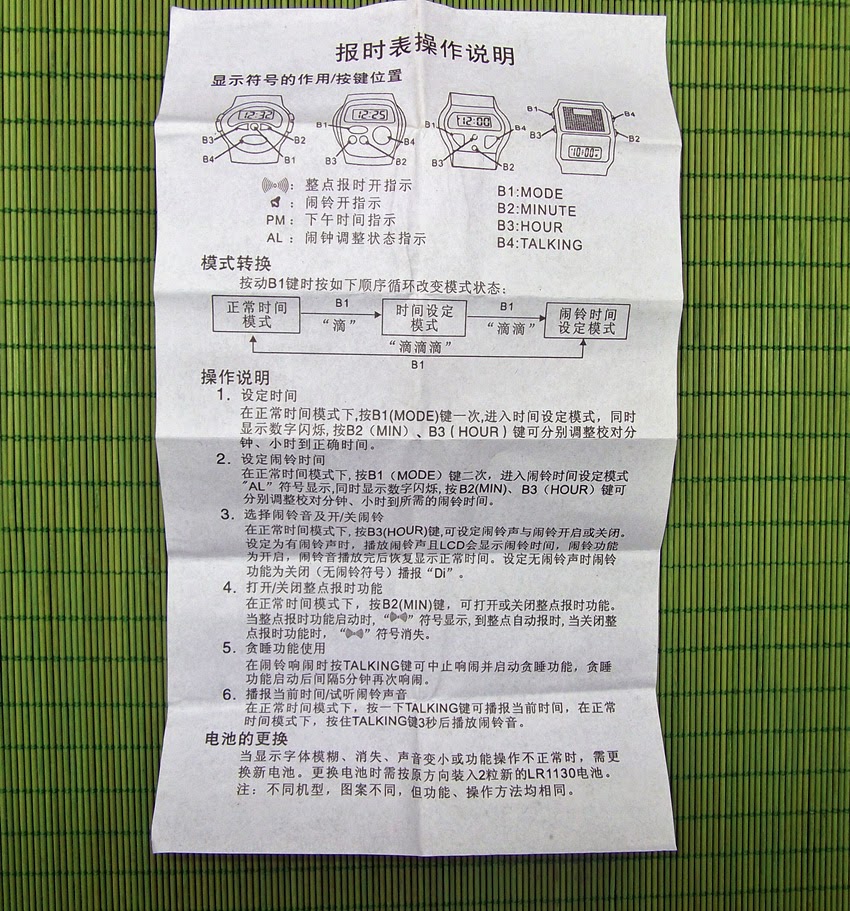 报时表操作说明
显示符号的作用/按键位置
12:32
B3
B2
B4
B1
12:25
B1
B4
B3
B2
12:00
B1
B4
B3
B2
B1
B4
B3
B2
10:00
：整点报时开指示
：闹铃开指示
PM：下午时间指示
AL：闹钟调整状态指示
B1:MODE
B2:MINUTE
B3:HOUR
B4:TALKING
模式转换
按动B1键时按如下顺序循环改变模式状态：
正常时间
模式
B1
“滴”
时间设定
模式
B1
“滴滴”
闹铃时间
设定模式
“滴滴滴”
B1
操作说明
1．设定时间
在正常时间模式下,按B1(MODE)键一次,进入时间设定模式，同时
显示数字闪烁,按B2（MIN）、B3（HOUR）键可分别调整校对分
钟、小时到正确时间。
2．设定闹铃时间
在正常时间模式下,按B1（MODE）键二次，进入闹铃时间设定模式
“AL”符号显示,同时显示数字闪烁,按B2(MIN)、B3（HOUR）键可
分别调整校对分钟、小时到所需的闹铃时间。
3．选择闹铃音及开/关闹铃
在正常时间模式下,按B3(HOUR)键,可设定闹铃声与闹铃开启或关闭。
设定为有闹铃声时，播放闹铃声且LCD会显示闹铃时间，闹铃功能
为开启，闹铃音播放完后恢复显示正常时间。设定无闹铃声时闹铃
功能为关闭（无闹铃符号）播报“Di”。
4．打开/关闭整点报时功能
在正常时间模式下，按B2(MIN)键，可打开或关闭整点报时功能。
当整点报时功能启动时,“ ”符号显示,到整点自动报时,当关闭整
点报时功能时，“ ”符号消失。
5．贪睡功能使用
在闹铃响闹时按TALKING键可中止响闹并启动贪睡功能，贪睡
功能启动后间隔5分钟再次响闹。
6．播报当前时间/试听闹铃声音
在正常时间模式下，按一下TALKING键可播报当前时间，在正常
时间模式下，按住TALKING键3秒后播放闹铃音。
电池的更换
当显示字体模糊、消失、声音变小或功能操作不正常时，需更
换新电池。更换电池时需按原方向装入2粒新的LR1130电池。
注：不同机型，图案不同，但功能、操作方法均相同。